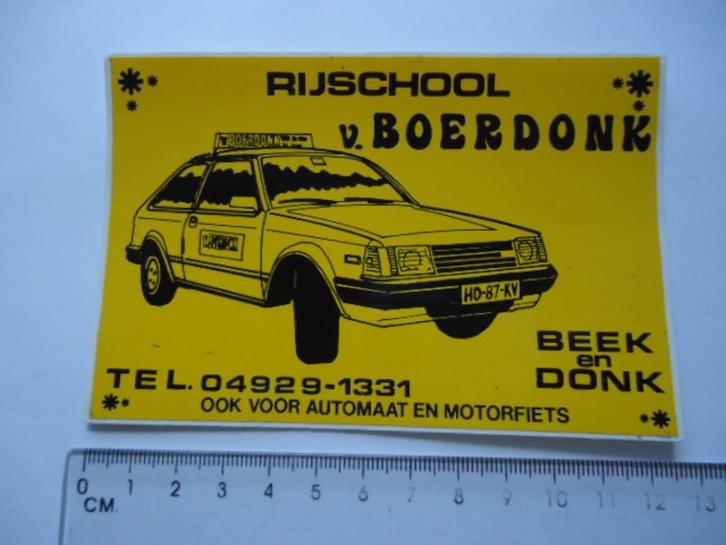 RIJSCHOOL
v. BOERDONK
BOERDONK
HD-87-KV
BEEK
en
DONK
TEL. 04929-1331
OOK VOOR AUTOMAAT EN MOTORFIETS
0 1 2 3 4 5 6 7 8 9 10 11 12 13
CM